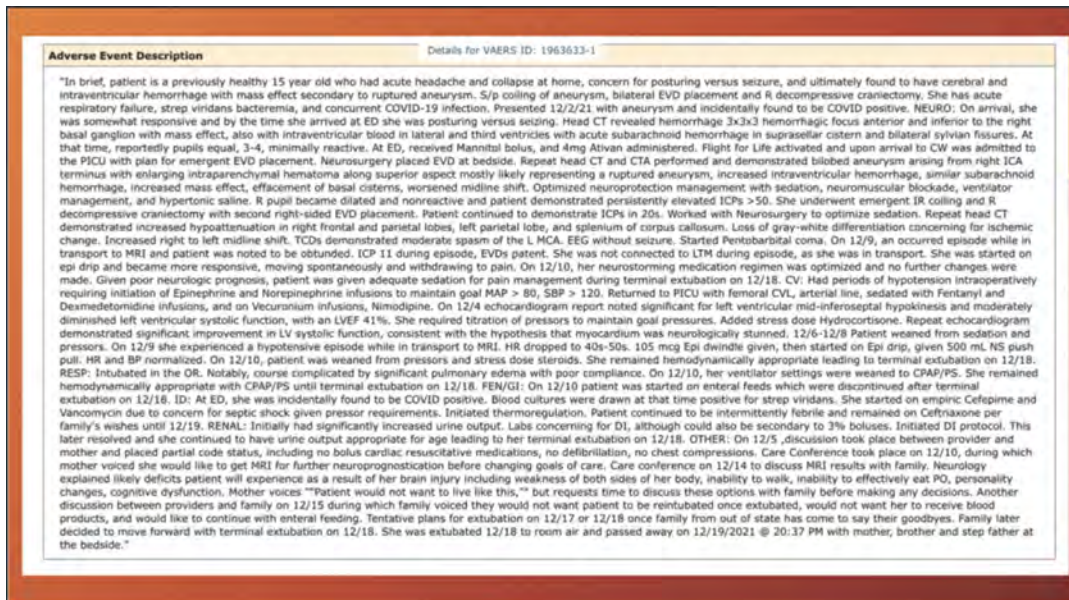 Details for VAERS ID: 1963633-1
Adverse Event Description
"In brief, patient is a previously healthy 15 year old who had acute headache and collapse at home, concern for posturing versus seizure, and ultimately found to have cerebral and
intraventricular hemorrhage with mass effect secondary to ruptured aneurysm. S/p coiling of aneurysm, bilateral EVD placement and R decompressive craniectomy. She has acute
respiratory failure, strep viridans bacteremia, and concurrent COVID-19 infection. Presented 12/2/21 with aneurysm and incidentally found to be COVID positive. NEURO: On arrival, she
was somewhat responsive and by the time she arrived at ED she was posturing versus seizing. Head CT revealed hemorrhage 3x3x3 hemorrhagic focus anterior and inferior to the right
basal ganglion with mass effect, also with intraventricular blood in lateral and third ventricles with acute subarachnoid hemorrhage in suprasellar cistern and bilateral sylvian fissures. At
that time, reportedly pupils equal, 3-4, minimally reactive. At ED, received Mannitol bolus, and 4mg Ativan administered. Flight for Life activated and upon arrival to CW was admitted to
the PICU with plan for emergent EVD placement. Neurosurgery placed EVD at bedside. Repeat head CT and CTA performed and demonstrated bilobed aneurysm arising from right ICA
terminus with enlarging intraparenchymal hematoma along superior aspect mostly likely representing a ruptured aneurysm, increased intraventricular hemorrhage, similar subarachnoid
hemorrhage, increased mass effect, effacement of basal cisterns, worsened midline shift. Optimized neuroprotection management with sedation, neuromuscular blockade, ventilator
management, and hypertonic saline. R pupil became dilated and nonreactive and patient demonstrated persistently elevated ICPs >50. She underwent emergent IR coiling and R
decompressive craniectomy with second right-sided EVD placement. Patient continued to demonstrate ICPs in 20s. Worked with Neurosurgery to optimize sedation. Repeat head CT
demonstrated increased hypoattenuation in right frontal and parietal lobes, left parietal lobe, and splenium of corpus callosum. Loss of gray-white differentiation concerning for ischemic
change. Increased right to left midline shift. TCDs demonstrated moderate spasm of the L MCA. EEG without seizure. Started Pentobarbital coma. On 12/9, an occurred episode while in
transport to MRI and patient was noted to be obtunded. ICP 11 during episode, EVDs patent. She was not connected to LTM during episode, as she was in transport. She was started on
epi drip and became more responsive, moving spontaneously and withdrawing to pain. On 12/10, her neurostorming medication regimen was optimized and no further changes were
made. Given poor neurologic prognosis, patient was given adequate sedation for pain management during terminal extubation on 12/18. CV: Had periods of hypotension intraoperatively
requiring initiation of Epinephrine and Norepinephrine infusions to maintain goal MAP > 80, SBP > 120. Returned to PICU with femoral CVL, arterial line, sedated with Fentanyl and
Dexmedetomidine infusions, and on Vecuronium infusions, Nimodipine. On 12/4 echocardiogram report noted significant for left ventricular mid-inferoseptal hypokinesis and moderately
diminished left ventricular systolic function, with an LVEF 41%. She required titration of pressors to maintain goal pressures. Added stress dose Hydrocortisone. Repeat echocardiogram
demonstrated significant improvement in LV systolic function, consistent with the hypothesis that myocardium was neurologically stunned. 12/6-12/8 Patient weaned from sedation and
pressors. On 12/9 she experienced a hypotensive episode while in transport to MRI. HR dropped to 40s-50s. 105 mcg Epi dwindle given, then started on Epi drip, given 500 mL NS push
pull. HR and BP normalized. On 12/10, patient was weaned from pressors and stress dose steroids. She remained hemodynamically appropriate leading to terminal extubation on 12/18.
RESP: Intubated in the OR. Notably, course complicated by significant pulmonary edema with poor compliance. On 12/10, her ventilator settings were weaned to CPAP/PS. She remained
hemodynamically appropriate with CPAP/PS until terminal extubation on 12/18. FEN/GI: On 12/10 patient was started on enteral feeds which were discontinued after terminal
extubation on 12/18. ID: At ED, she was incidentally found to be COVID positive. Blood cultures were drawn at that time positive for strep viridans. She started on empiric Cefepime and
Vancomycin due to concern for septic shock given pressor requirements. Initiated thermoregulation. Patient continued to be intermittently febrile and remained on Ceftriaxone per
family's wishes until 12/19. RENAL: Initially had significantly increased urine output. Labs concerning for DI, although could also be secondary to 3% boluses. Initiated DI protocol. This
later resolved and she continued to have urine output appropriate for age leading to her terminal extubation on 12/18. OTHER: On 12/5 ,discussion took place between provider and
mother and placed partial code status, including no bolus cardiac resuscitative medications, no defibrillation, no chest compressions. Care Conference took place on 12/10, during which
mother voiced she would like to get MRI for further neuroprognostication before changing goals of care. Care conference on 12/14 to discuss MRI results with family. Neurology
explained likely deficits patient will experience as a result of her brain injury including weakness of both sides of her body, inability to walk, inability to effectively eat PO, personality
changes, cognitive dysfunction. Mother voices ""Patient would not want to live like this,"" but requests time to discuss these options with family before making any decisions. Another
discussion between providers and family on 12/15 during which family voiced they would not want patient to be reintubated once extubated, would not want her to receive blood
products, and would like to continue with enteral feeding. Tentative plans for extubation on 12/17 or 12/18 once family from out of state has come to say their goodbyes. Family later
decided to move forward with terminal extubation on 12/18. She was extubated 12/18 to room air and passed away on 12/19/2021 @ 20:37 PM with mother, brother and step father at
the bedside."